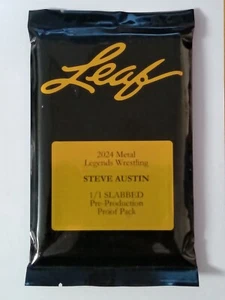 Leaf
2024 Metal
Legends Wrestling
STEVE AUSTIN
1/1 SLABBED
Pre-Production
Proof Pack